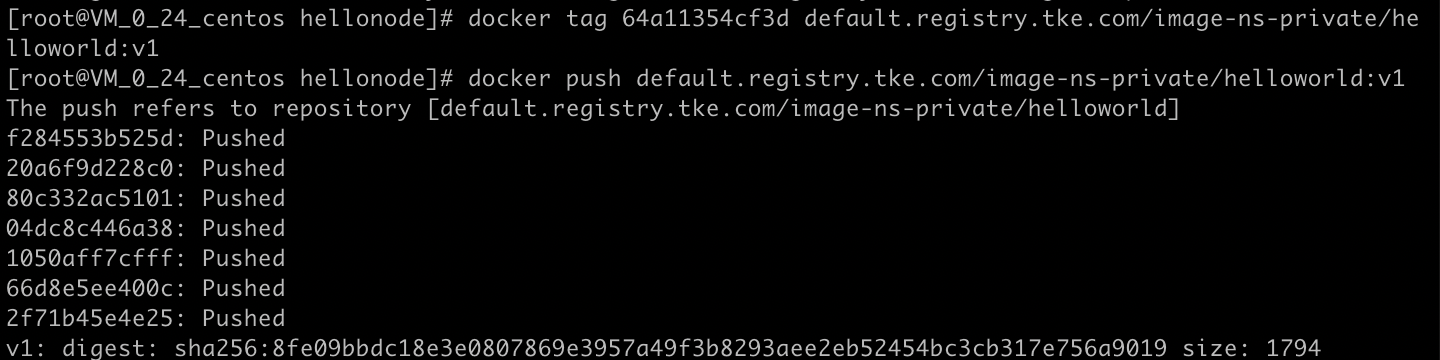 [root@VM_0_24_centos hellonode]# docker tag 64a11354cf3d default.registry.tke.com/image-ns-private/he
lloworld:v1
[root@VM_0_24_centos hellonode]# docker push default.registry.tke.com/image-ns-private/helloworld:v1
The push refers to repository [default.registry.tke.com/image-ns-private/helloworld]
f284553b525d: Pushed
20a6f9d228c0: Pushed
80c332ac5101: Pushed
04dc8c446a38: Pushed
1050aff7cfff: Pushed
66d8e5ee400c: Pushed
2f71b45e4e25: Pushed
v1: digest: sha256:8fe09bbdc18e3e0807869e3957a49f3b8293aee2eb52454bc3cb317e756a9019 size: 1794